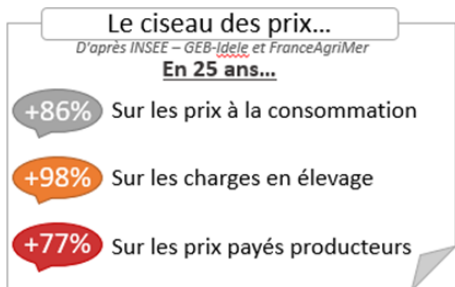 Le ciseau des prix...
D'après INSEE – GEB-Idele et FranceAgriMer
En 25 ans...
+86% Sur les prix à la consommation
+98% Sur les charges en élevage
+77% Sur les prix payés producteurs